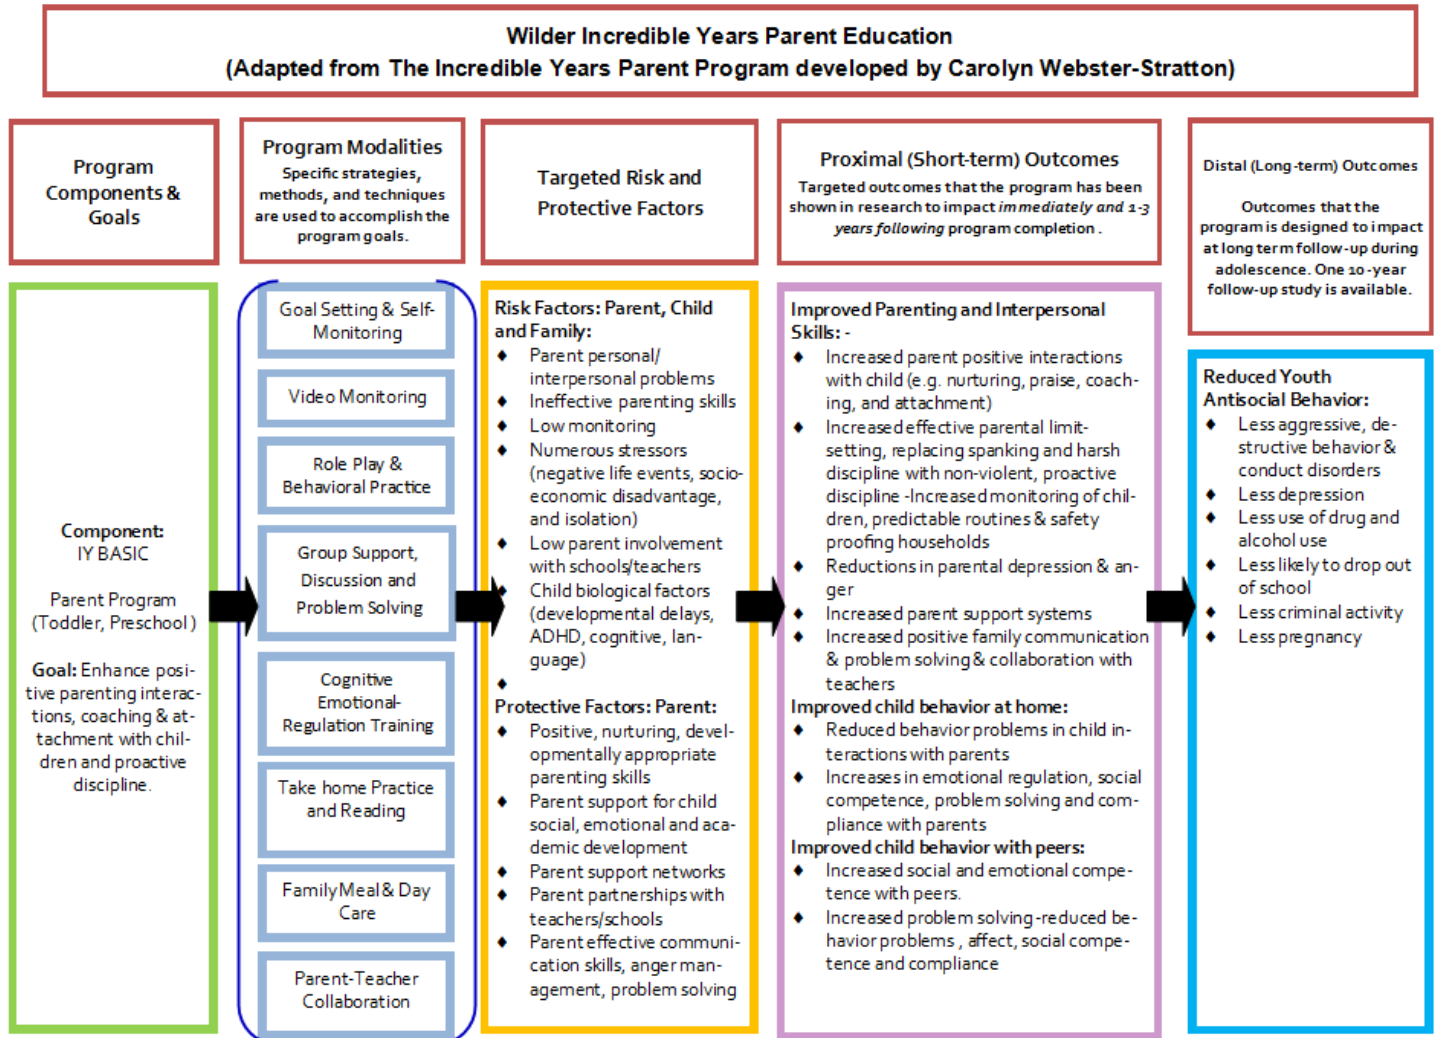 Wilder Incredible Years Parent Education
(Adapted from The Incredible Years Parent Program developed by Carolyn Webster-Stratton)
Program
Components &
Goals
Program Modalities
Specific strategies,
methods, and techniques
are used to accomplish the
program goals.
Targeted Risk and
Protective Factors
Proximal (Short-term) Outcomes
Targeted outcomes that the program has been
shown in research to impact immediately and 1-3
years following program completion .
Distal (Long-term) Outcomes
Outcomes that the
program is designed to impact
at long term follow-up during
adolescence. One 10-year
follow-up study is available.
Component:
IY BASIC
Parent Program
(Toddler, Preschool )
Goal: Enhance posi-
tive parenting interac-
tions, coaching & at-
tachment with chil-
dren and proactive
discipline.
Goal Setting & Self-
Monitoring
Video Monitoring
Role Play &
Behavioral Practice
Group Support,
Discussion and
Problem Solving
Cognitive
Emotional-
Regulation Training
Take home Practice
and Reading
Family Meal & Day
Care
Parent-Teacher
Collaboration
Risk Factors: Parent, Child
and Family:
♦ Parent personal/
interpersonal problems
♦ Ineffective parenting skills
♦ Low monitoring
♦ Numerous stressors
(negative life events, socio-
economic disadvantage,
and isolation)
♦ Low parent involvement
with schools/teachers
♦ Child biological factors
(developmental delays,
ADHD, cognitive, lan-
guage)
♦
Protective Factors: Parent:
♦ Positive, nurturing, devel-
opmentally appropriate
parenting skills
♦ Parent support for child
social, emotional and aca-
demic development
♦ Parent support networks
♦ Parent partnerships with
teachers/schools
♦ Parent effective communi-
cation skills, anger man-
agement, problem solving
Improved Parenting and Interpersonal
Skills: -
♦ Increased parent positive interactions
with child (e.g. nurturing, praise, coach-
ing, and attachment)
♦ Increased effective parental limit-
setting, replacing spanking and harsh
discipline with non-violent, proactive
discipline -Increased monitoring of chil-
dren, predictable routines & safety
proofing households
♦ Reductions in parental depression & an-
ger
♦ Increased parent support systems
♦ Increased positive family communication
& problem solving & collaboration with
teachers
Improved child behavior at home:
♦ Reduced behavior problems in child in-
teractions with parents
♦ Increases in emotional regulation, social
competence, problem solving and com-
pliance with parents
Improved child behavior with peers:
♦ Increased social and emotional compe-
tence with peers.
♦ Increased problem solving -reduced be-
havior problems , affect, social compe-
tence and compliance
Reduced Youth
Antisocial Behavior:
♦ Less aggressive, de-
structive behavior &
conduct disorders
♦ Less depression
♦ Less use of drug and
alcohol use
♦ Less likely to drop out
of school
♦ Less criminal activity
♦ Less pregnancy